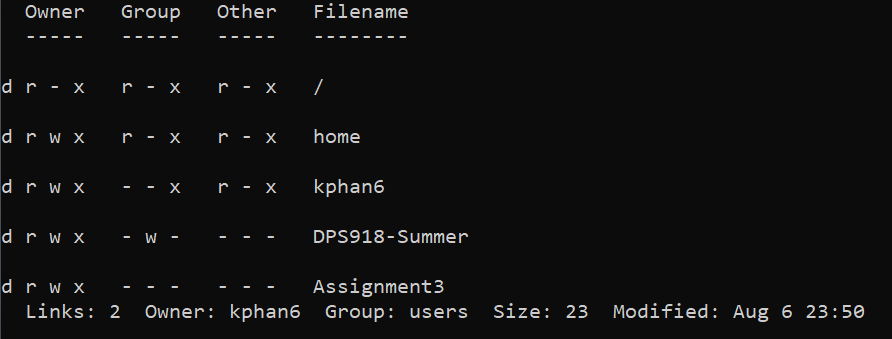 Owner   Group   Other   Filename
-----   -----   -----   --------
d r - x   r - x   r - x   /
d r w x   r - x   r - x   home
d r w x   - - x   r - x   kphan6
d r w x   - w -   - - -   DPS918-Summer
d r w x   - - -   - - -   Assignment3
Links: 2  Owner: kphan6  Group: users  Size: 23  Modified: Aug 6 23:50